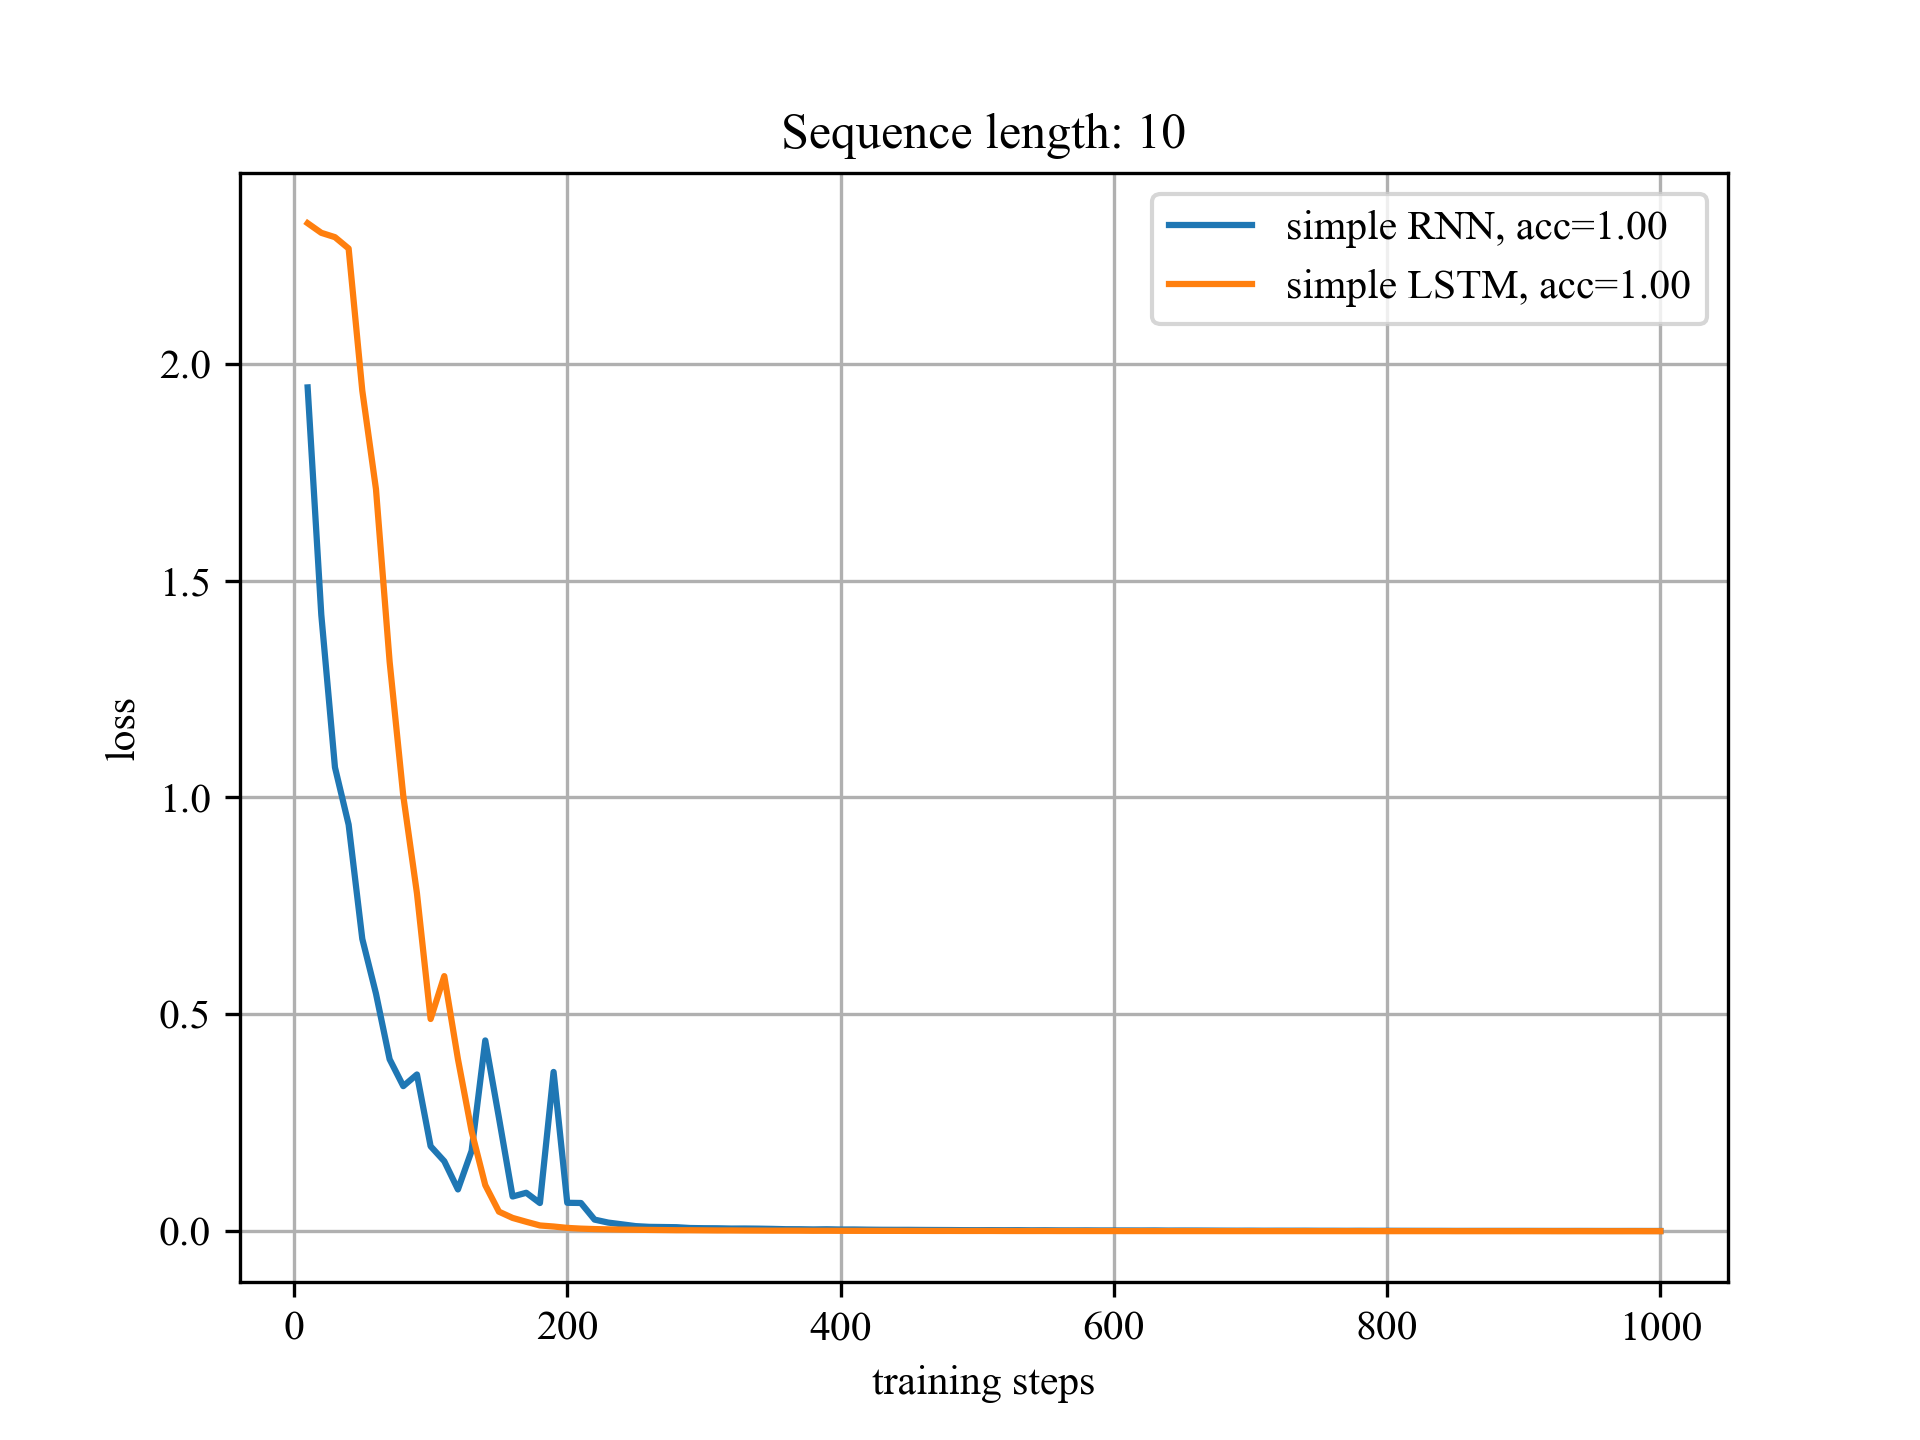 Sequence length: 10
simple RNN, acc=1.00
simple LSTM, acc=1.00
loss
2.0
1.5
1.0
0.5
0.0
0 200 400 600 800 1000
training steps